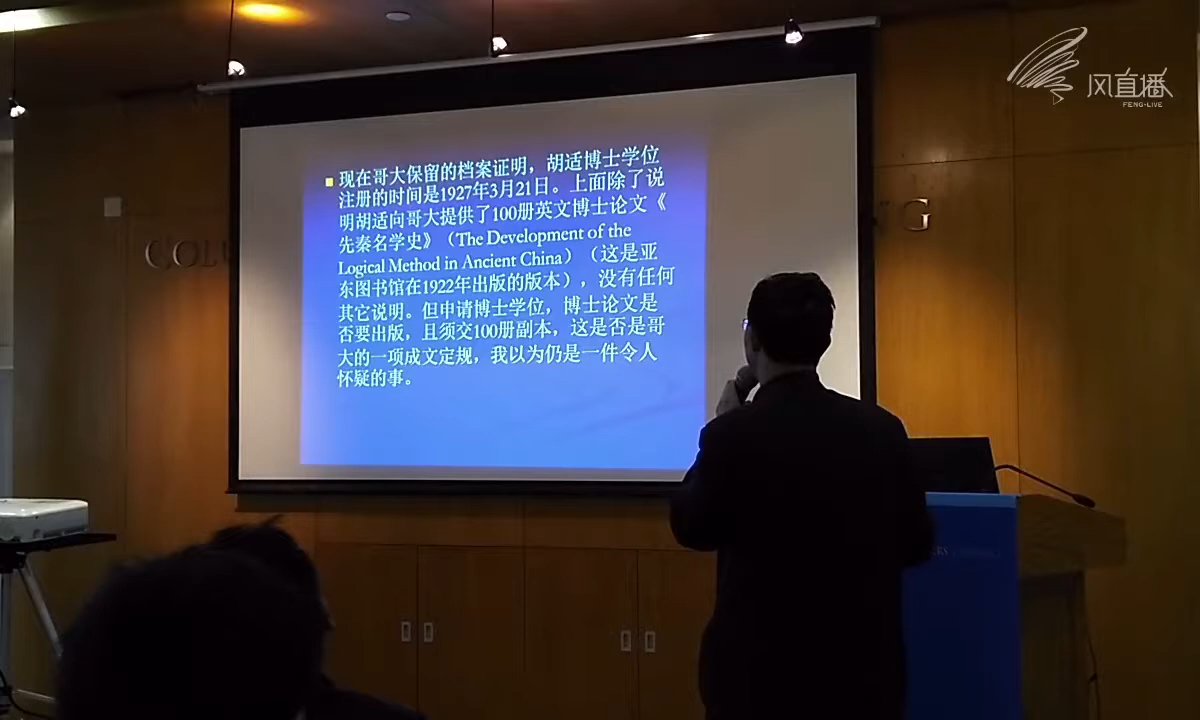 风直播
FENG-LIVE
现在哥大保留的档案证明，胡适博士学位
注册的时间是1927年3月21日。上面除了说
明胡适向哥大提供了100册英文博士论文《
先秦名学史》（The Development of the
Logical Method in Ancient China）（这是亚
东图书馆在1922年出版的版本），没有任何
其它说明。但申请博士学位，博士论文是
否要出版，且须交100册副本，这是否是哥
大的一项成文定规，我以为仍是一件令人
怀疑的事。